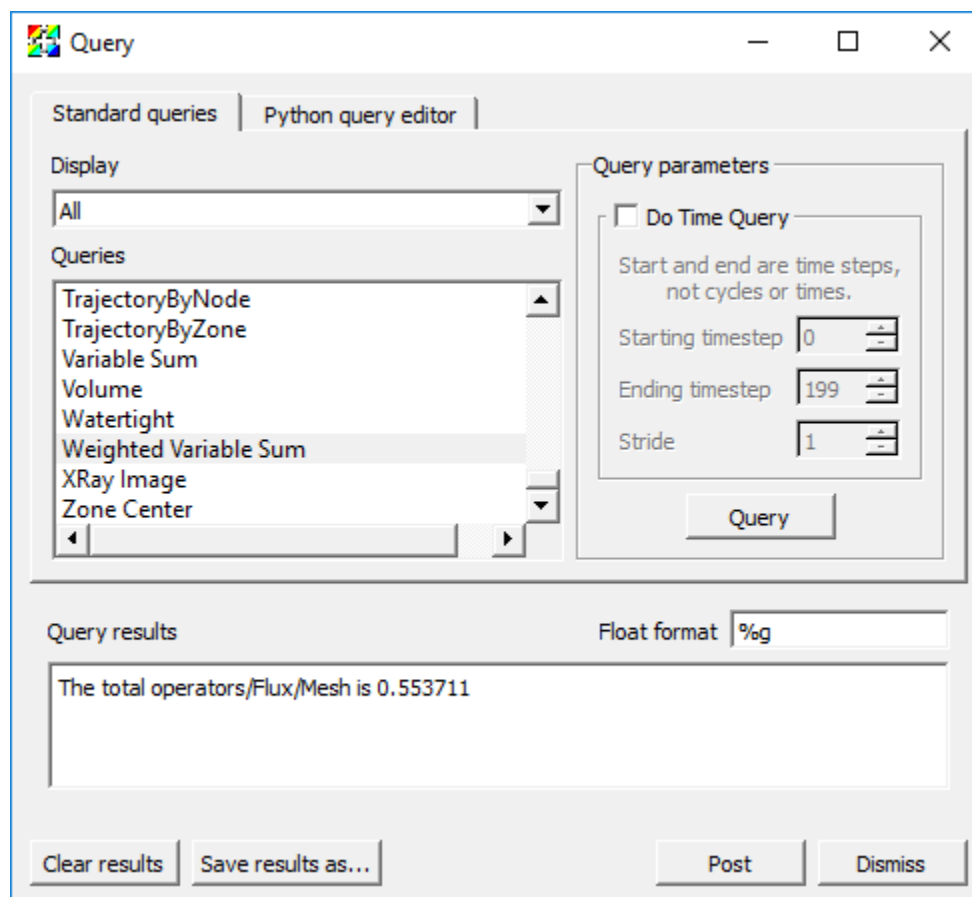 Query
Standard queries
Python query editor
Display
All
Queries
TrajectoryByNode
TrajectoryByZone
Variable Sum
Volume
Watertight
Weighted Variable Sum
XRay Image
Zone Center
Query parameters
Do Time Query
Start and end are time steps,
not cycles or times.
Starting timestep 0
Ending timestep 199
Stride 1
Query
Query results
Float format %g
The total operators/Flux/Mesh is 0.553711
Clear results
Save results as...
Post
Dismiss